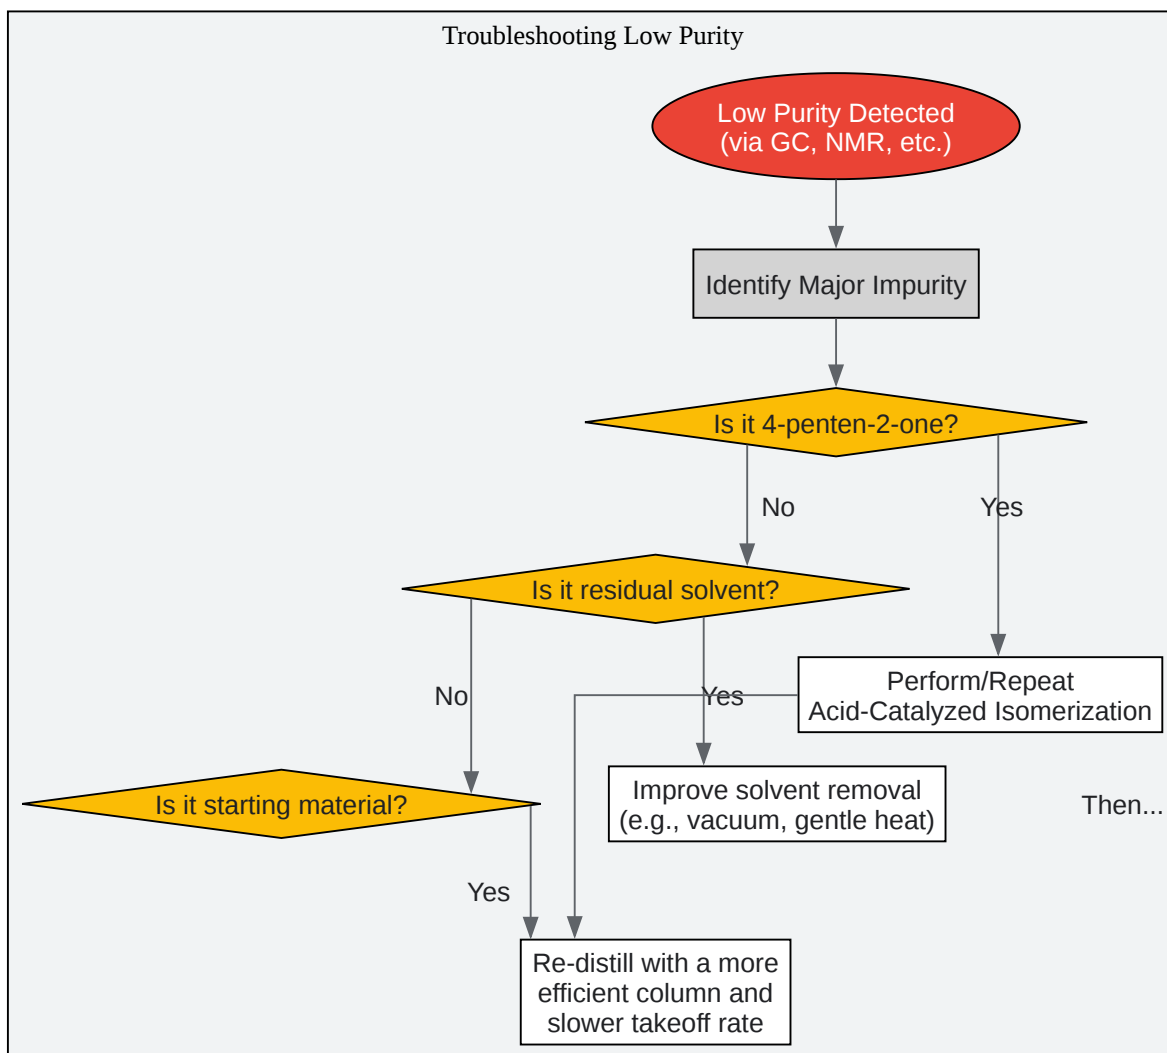 Troubleshooting Low Purity
Low Purity Detected
(via GC, NMR, etc.)
Identify Major Impurity
Is it 4-penten-2-one?
No
Yes
Is it residual solvent?
No
Yes
Perform/Repeat
Acid-Catalyzed Isomerization
Is it starting material?
Improve solvent removal
(e.g., vacuum, gentle heat)
Then...
Yes
Re-distill with a more
efficient column and
slower takeoff rate